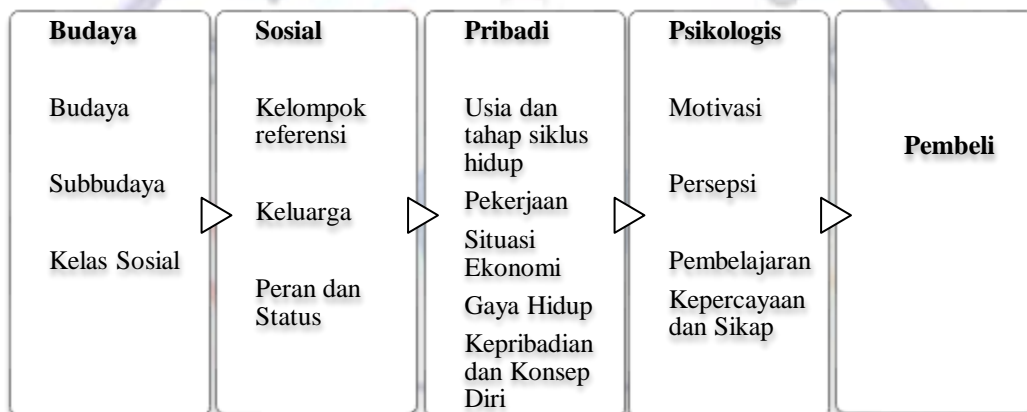 Budaya
Budaya
Subbudaya
Kelas Sosial
Sosial
Kelompok
referensi
Keluarga
Peran dan
Status
Pribadi
Usia dan
tahap siklus
hidup
Pekerjaan
Situasi
Ekonomi
Gaya Hidup
Kepribadian
dan Konsep
Diri
Psikologis
Motivasi
Persepsi
Pembelajaran
Kepercayaan
dan Sikap
Pembeli